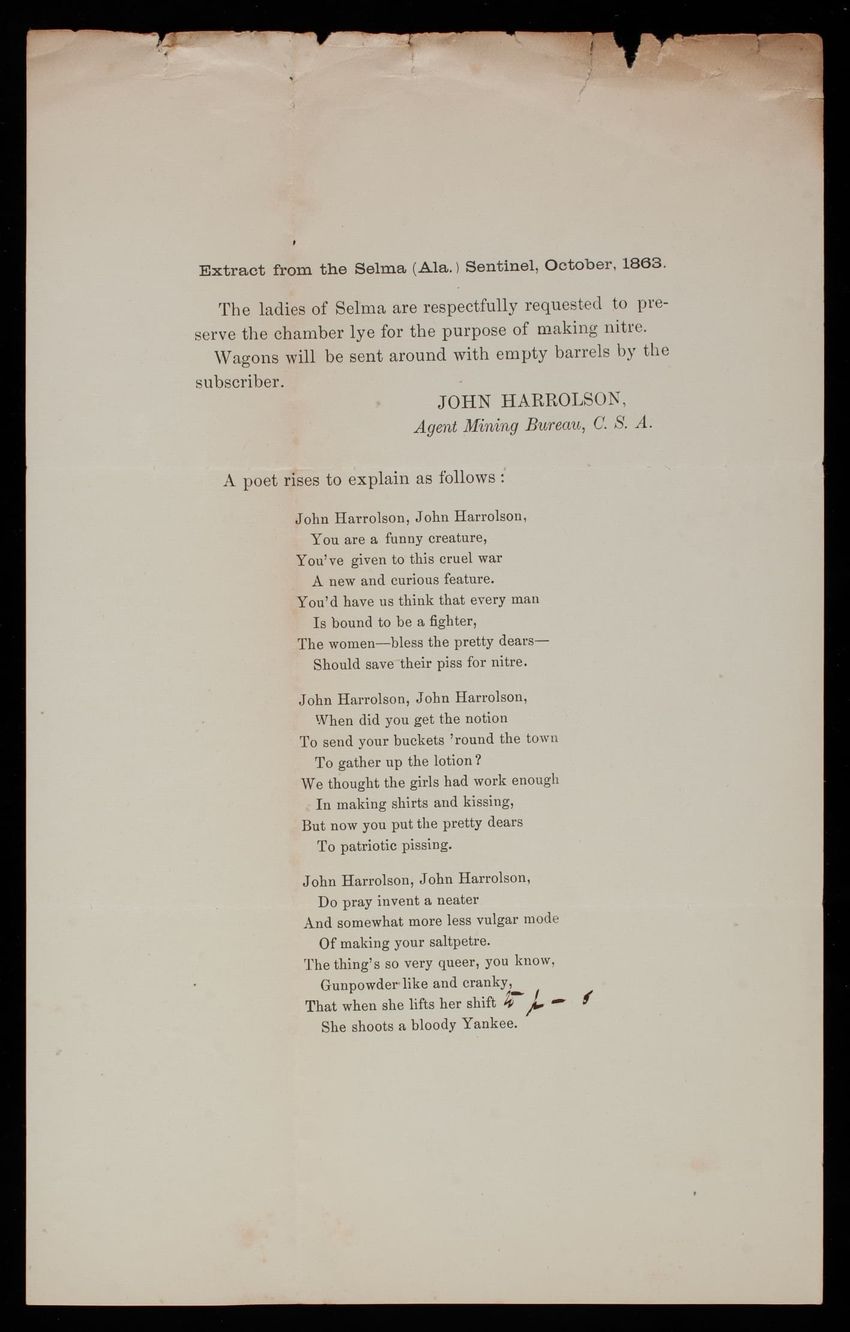 Extract from the Selma (Ala.) Sentinel, October, 1863.
The ladies of Selma are respectfully requested to pre-
serve the chamber lye for the purpose of making nitre.
Wagons will be sent around with empty barrels by the
subscriber.
JOHN HARROLSON,
Agent Mining Bureau, C. S. A.
A poet rises to explain as follows :
John Harrolson, John Harrolson,
You are a funny creature,
You've given to this cruel war
A new and curious feature.
You'd have us think that every man
Is bound to be a fighter,
The women—bless the pretty dears—
Should save their piss for nitre.
John Harrolson, John Harrolson,
When did you get the notion
To send your buckets 'round the town
To gather up the lotion?
We thought the girls had work enough
In making shirts and kissing,
But now you put the pretty dears
To patriotic pissing.
John Harrolson, John Harrolson,
Do pray invent a neater
And somewhat more less vulgar mode
Of making your saltpetre.
The thing's so very queer, you know,
Gunpowder like and cranky,
That when she lifts her shift
She shoots a bloody Yankee.